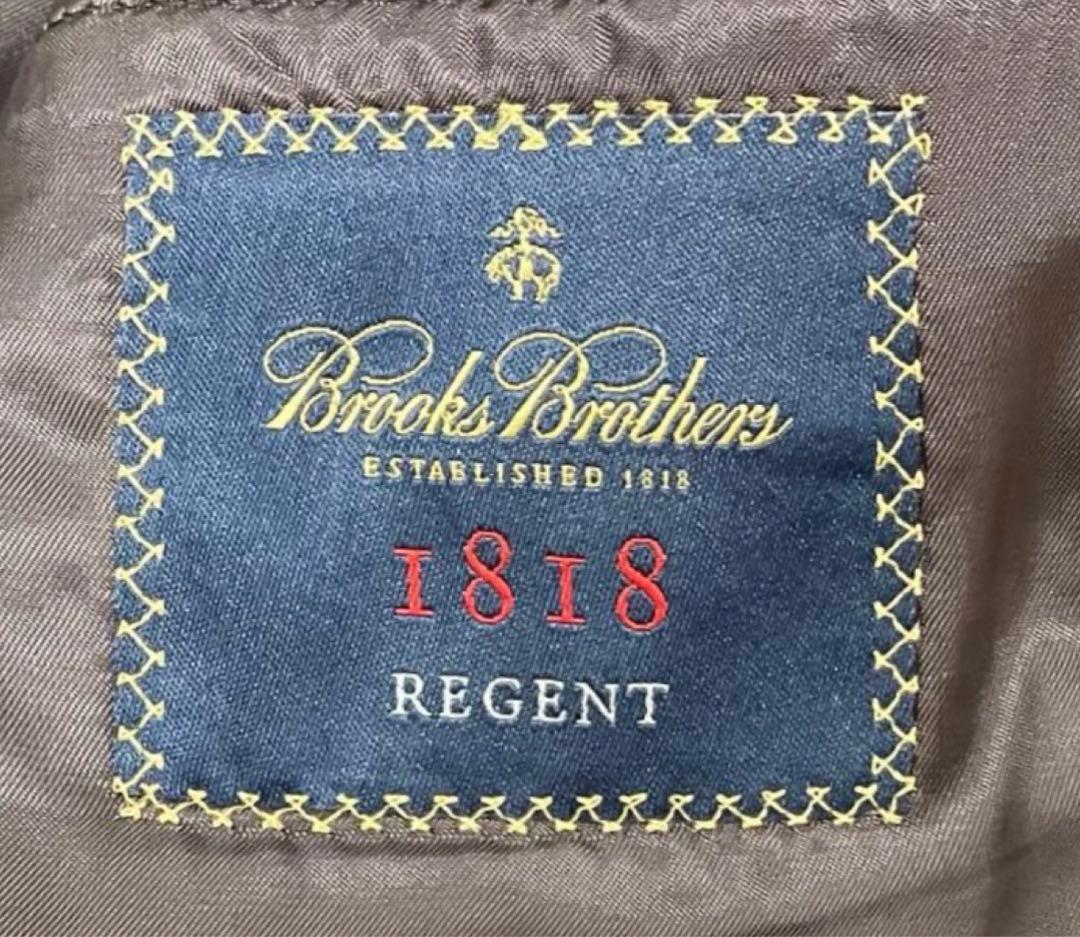 Brooks Brothers
ESTABLISHED 1818
1818
REGENT